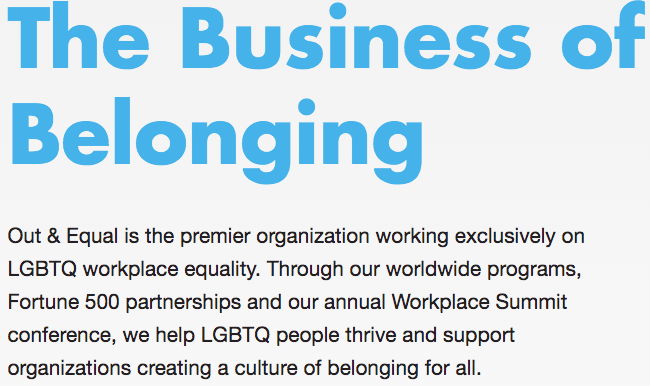 The Business of
Belonging
Out & Equal is the premier organization working exclusively on
LGBTQ workplace equality. Through our worldwide programs,
Fortune 500 partnerships and our annual Workplace Summit
conference, we help LGBTQ people thrive and support
organizations creating a culture of belonging for all.